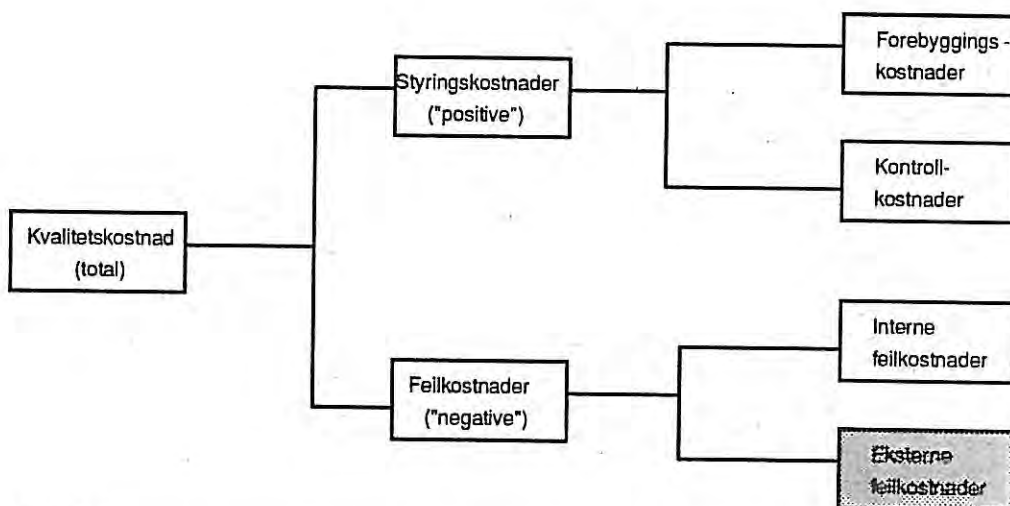 Forebyggings -
kostnader
Styringskostnader
("positive")
Kontroll-
kostnader
Kvalitetskostnad
(total)
Interne
feilkostnader
Feilkostnader
("negative")
Eksterne
feilkostnader